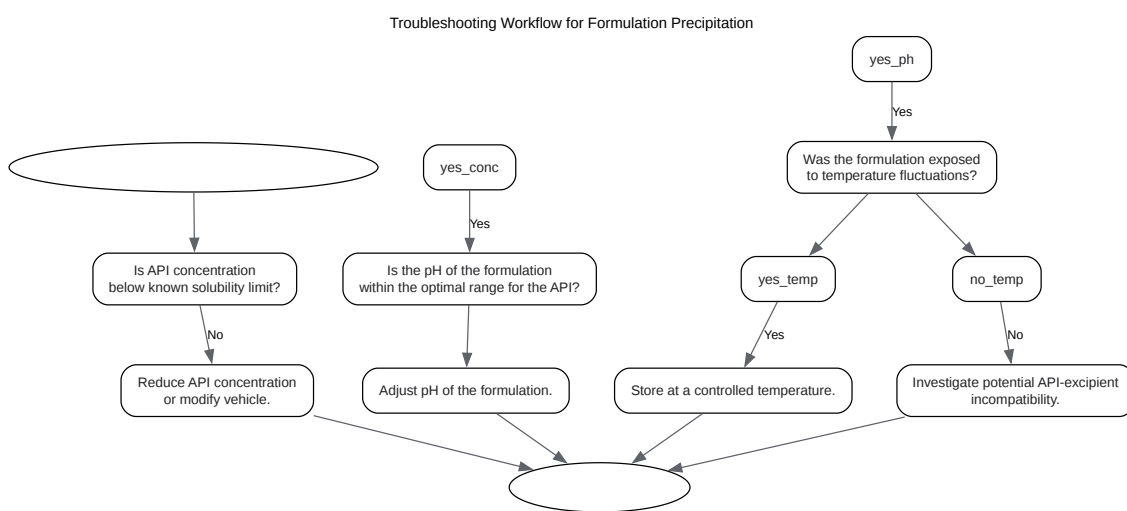 Troubleshooting Workflow for Formulation Precipitation
yes_ph
Yes
Was the formulation exposed
to temperature fluctuations?
yes_conc
Yes
Is API concentration
below known solubility limit?
Is the pH of the formulation
within the optimal range for the API?
yes_temp
no_temp
No
Yes
No
Reduce API concentration
or modify vehicle.
Adjust pH of the formulation.
Store at a controlled temperature.
Investigate potential API-excipient
incompatibility.